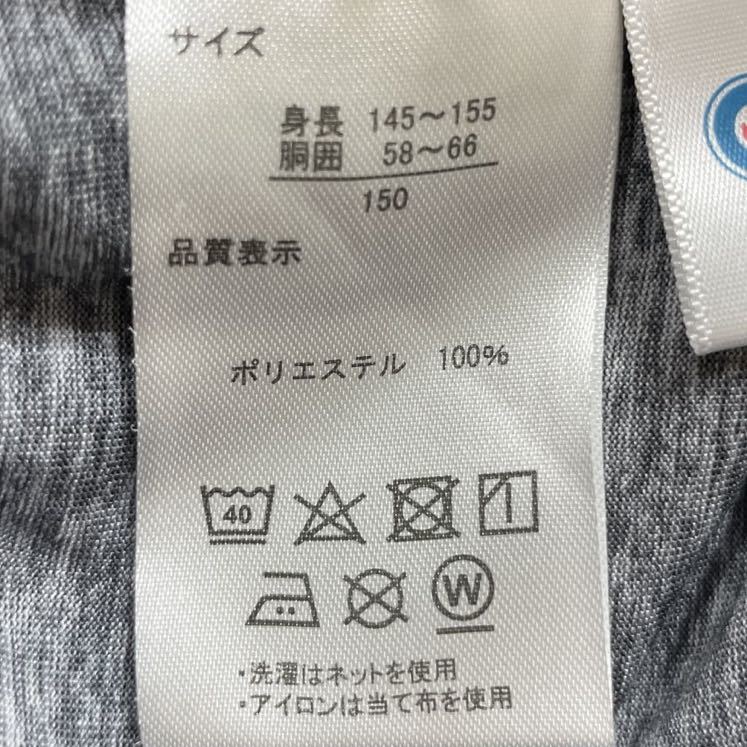 サイズ
身長 145～155
胴囲 58～66
150
品質表示
ポリエステル 100%
40
W
・洗濯はネットを使用
・アイロンは当て布を使用